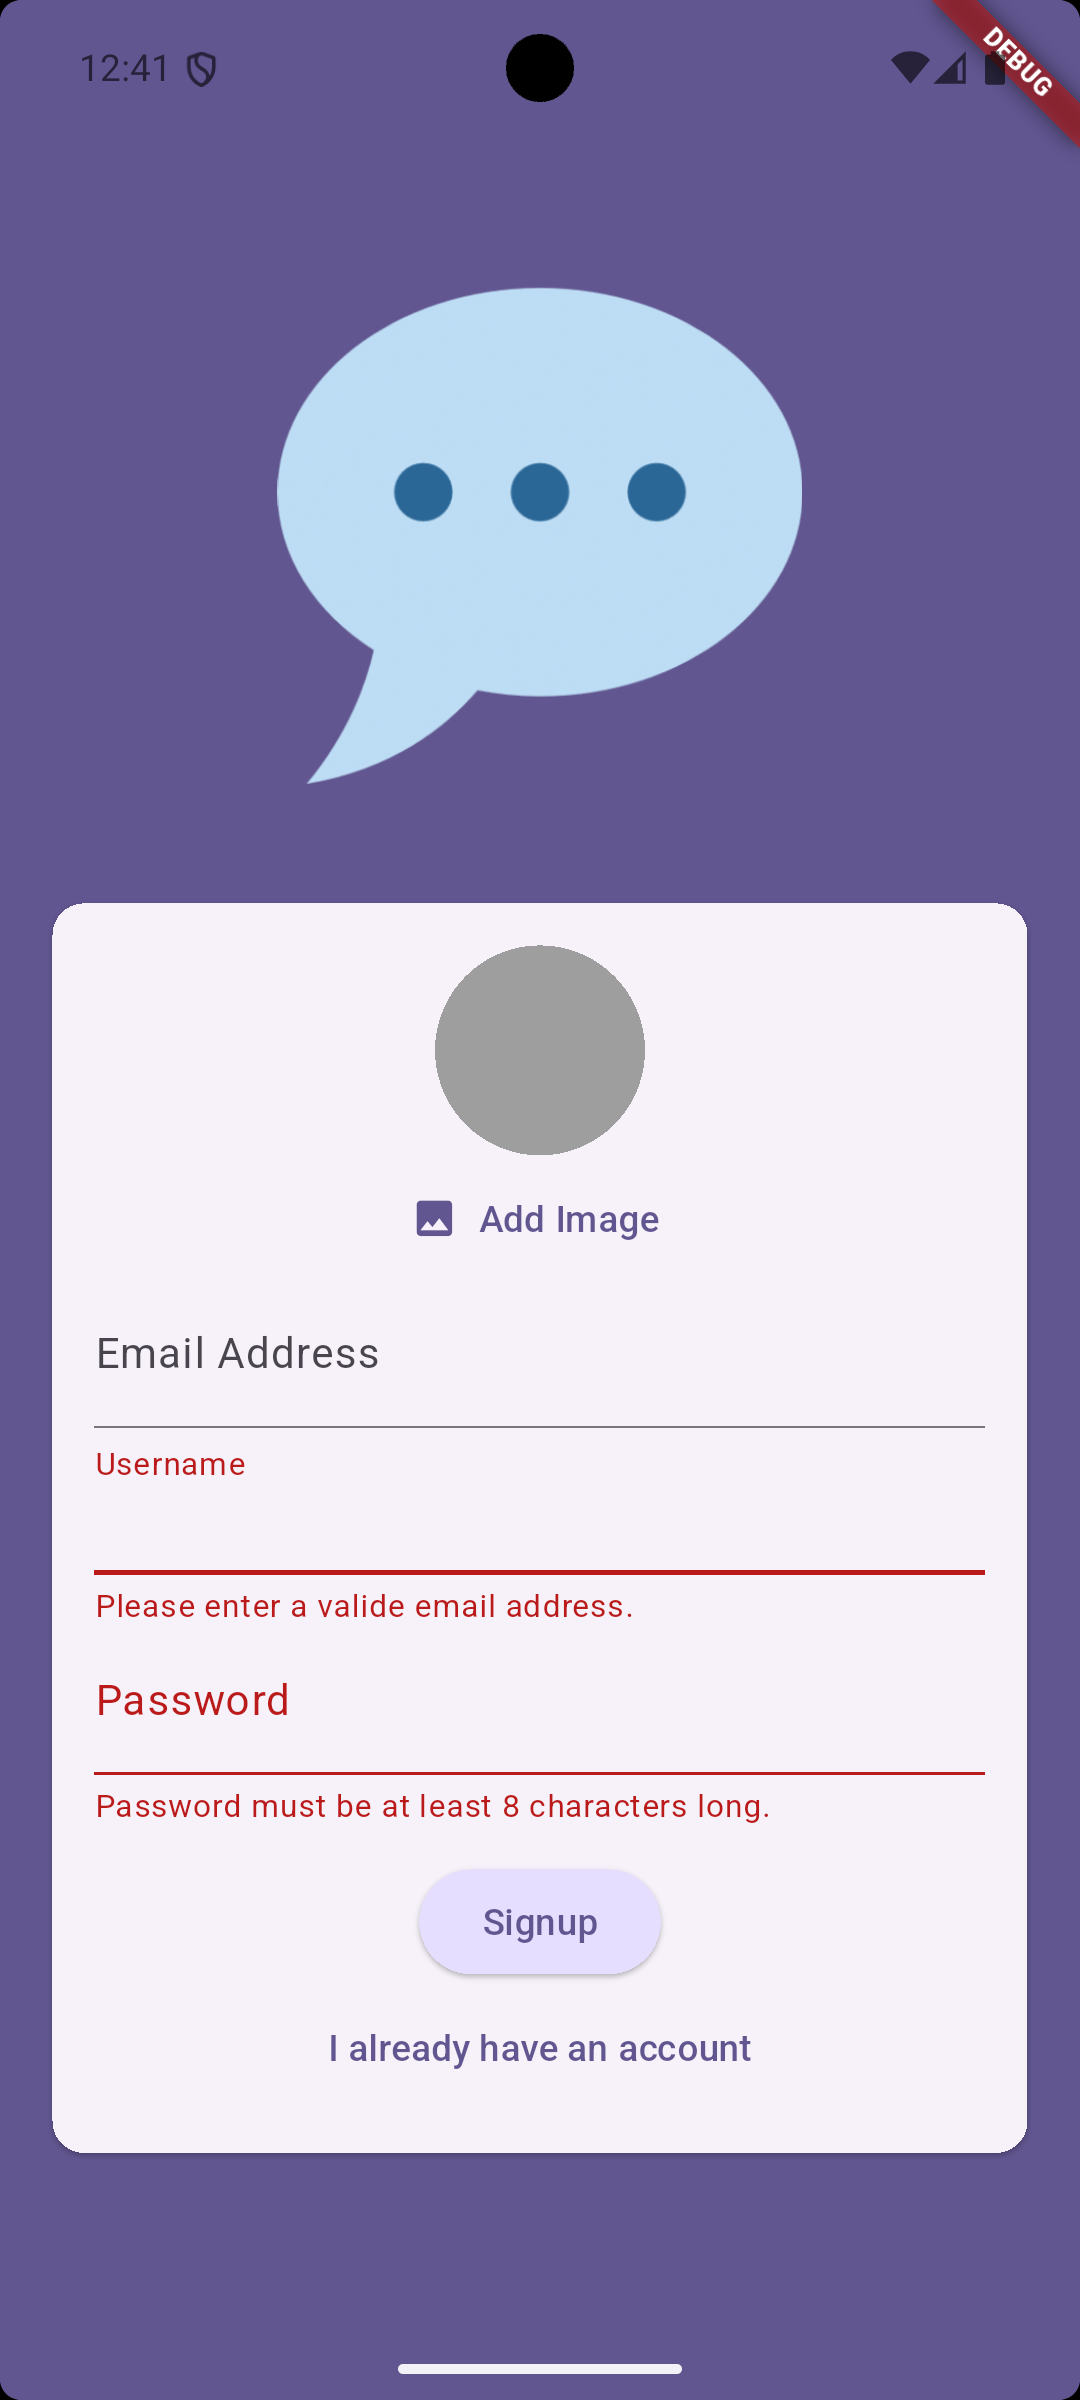 12:41
DEBUG
Add Image
Email Address
Username
Please enter a valide email address.
Password
Password must be at least 8 characters long.
Signup
I already have an account